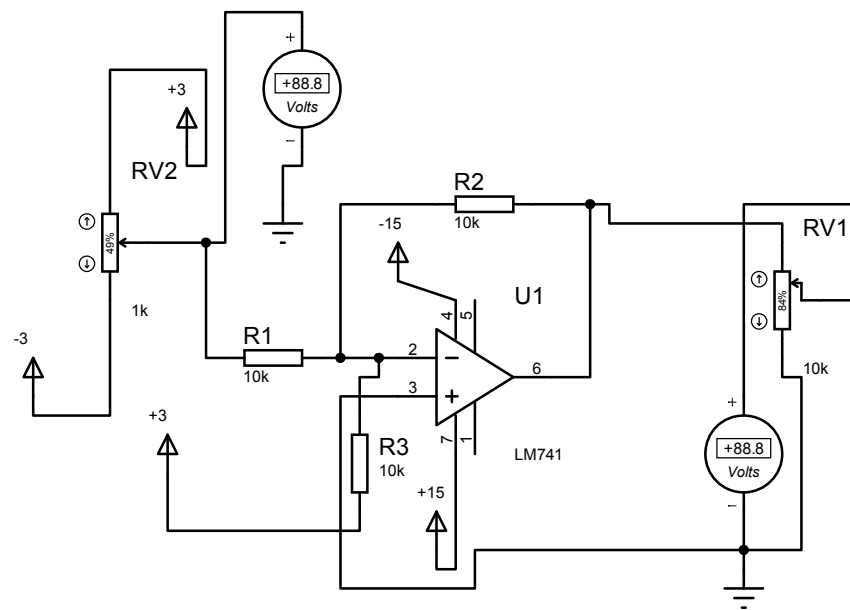 +88.8
Volts
+3
RV2
49%
1k
-3
R2
10k
-15
U1
4
5
R1
10k
2
3
6
7
1
LM741
+3
R3
10k
+15
RV1
84%
10k
+88.8
Volts